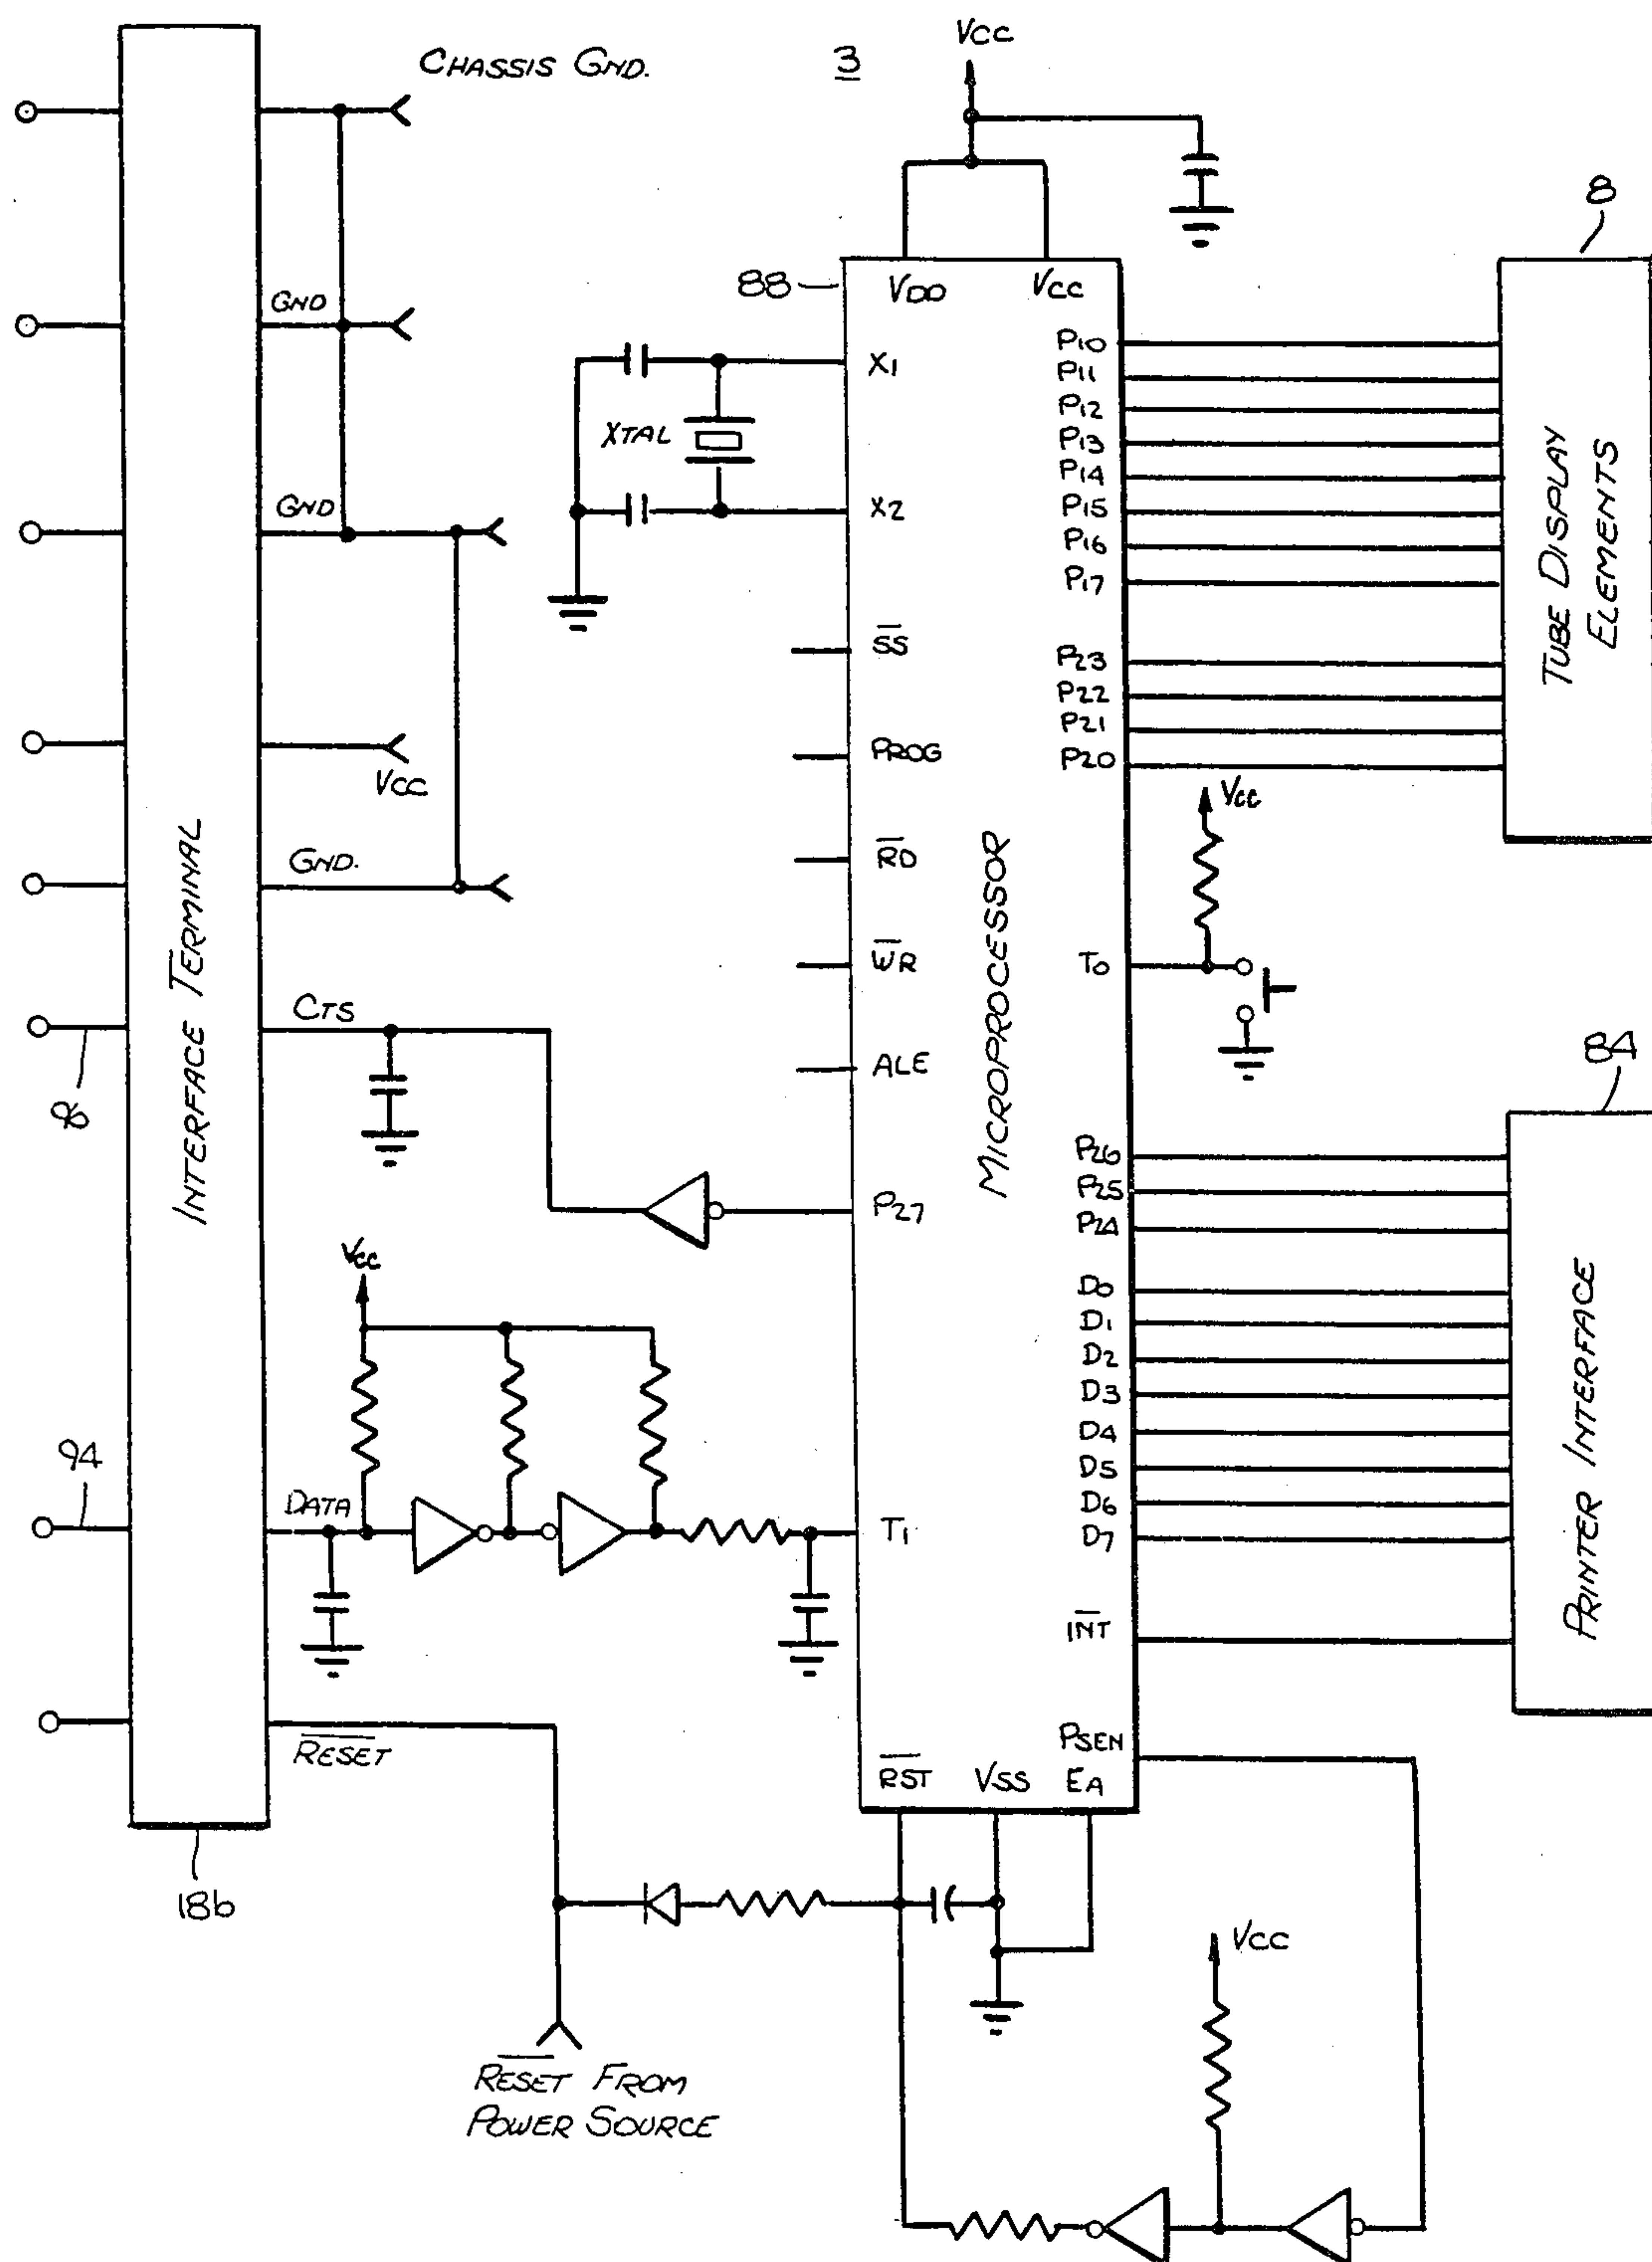 CHASSIS GND.
3
VCC
8
GND
88
VDD
VCC
X1
XTAL
X2
GND
P10
P11
P12
P13
P14
P15
P16
P17
P23
P22
P21
P20
TUBE DISPLAY
ELEMENTS
SS
PROG
RD
WR
ALE
P27
T1
VCC
GND.
CTS
96
INTERFACE TERMINAL
MICROPROCESSOR
VCC
T0
84
P26
P25
P24
D0
D1
D2
D3
D4
D5
D6
D7
INT
PRINTER INTERFACE
VCC
94
DATA
RESET
18b
RST
VSS
PSEN
EA
VCC
RESET FROM
POWER SOURCE